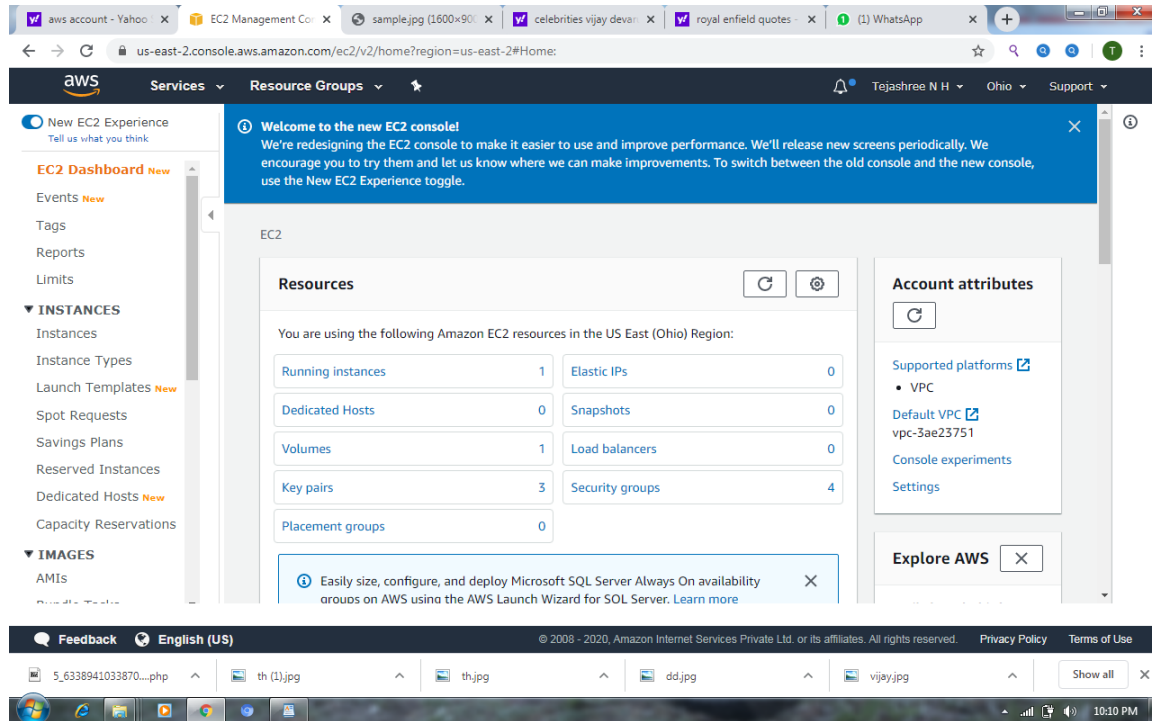 aws account - Yahoo
EC2 Management Con
sample.jpg (1600×900
celebrities vijay devan
royal enfield quotes -
(1) WhatsApp
us-east-2.console.aws.amazon.com/ec2/v2/home?region=us-east-2#Home:
T
aws
Services
Resource Groups
Tejashree N H
Ohio
Support
New EC2 Experience
Tell us what you think
EC2 Dashboard New
Events New
Tags
Reports
Limits
INSTANCES
Instances
Instance Types
Launch Templates New
Spot Requests
Savings Plans
Reserved Instances
Dedicated Hosts New
Capacity Reservations
IMAGES
AMIs
Welcome to the new EC2 console!
We're redesigning the EC2 console to make it easier to use and improve performance. We'll release new screens periodically. We
encourage you to try them and let us know where we can make improvements. To switch between the old console and the new console,
use the New EC2 Experience toggle.
EC2
Resources
You are using the following Amazon EC2 resources in the US East (Ohio) Region:
Running instances 1
Elastic IPs 0
Dedicated Hosts 0
Snapshots 0
Volumes 1
Load balancers 0
Key pairs 3
Security groups 4
Placement groups 0
Easily size, configure, and deploy Microsoft SQL Server Always On availability
groups on AWS using the AWS Launch Wizard for SQL Server. Learn more
Account attributes
Supported platforms
• VPC
Default VPC
vpc-3ae23751
Console experiments
Settings
Explore AWS
Feedback
English (US)
© 2008 - 2020, Amazon Internet Services Private Ltd. or its affiliates. All rights reserved.
Privacy Policy
Terms of Use
5_6338941033870....php
th (1).jpg
th.jpg
dd.jpg
vijay.jpg
Show all
10:10 PM